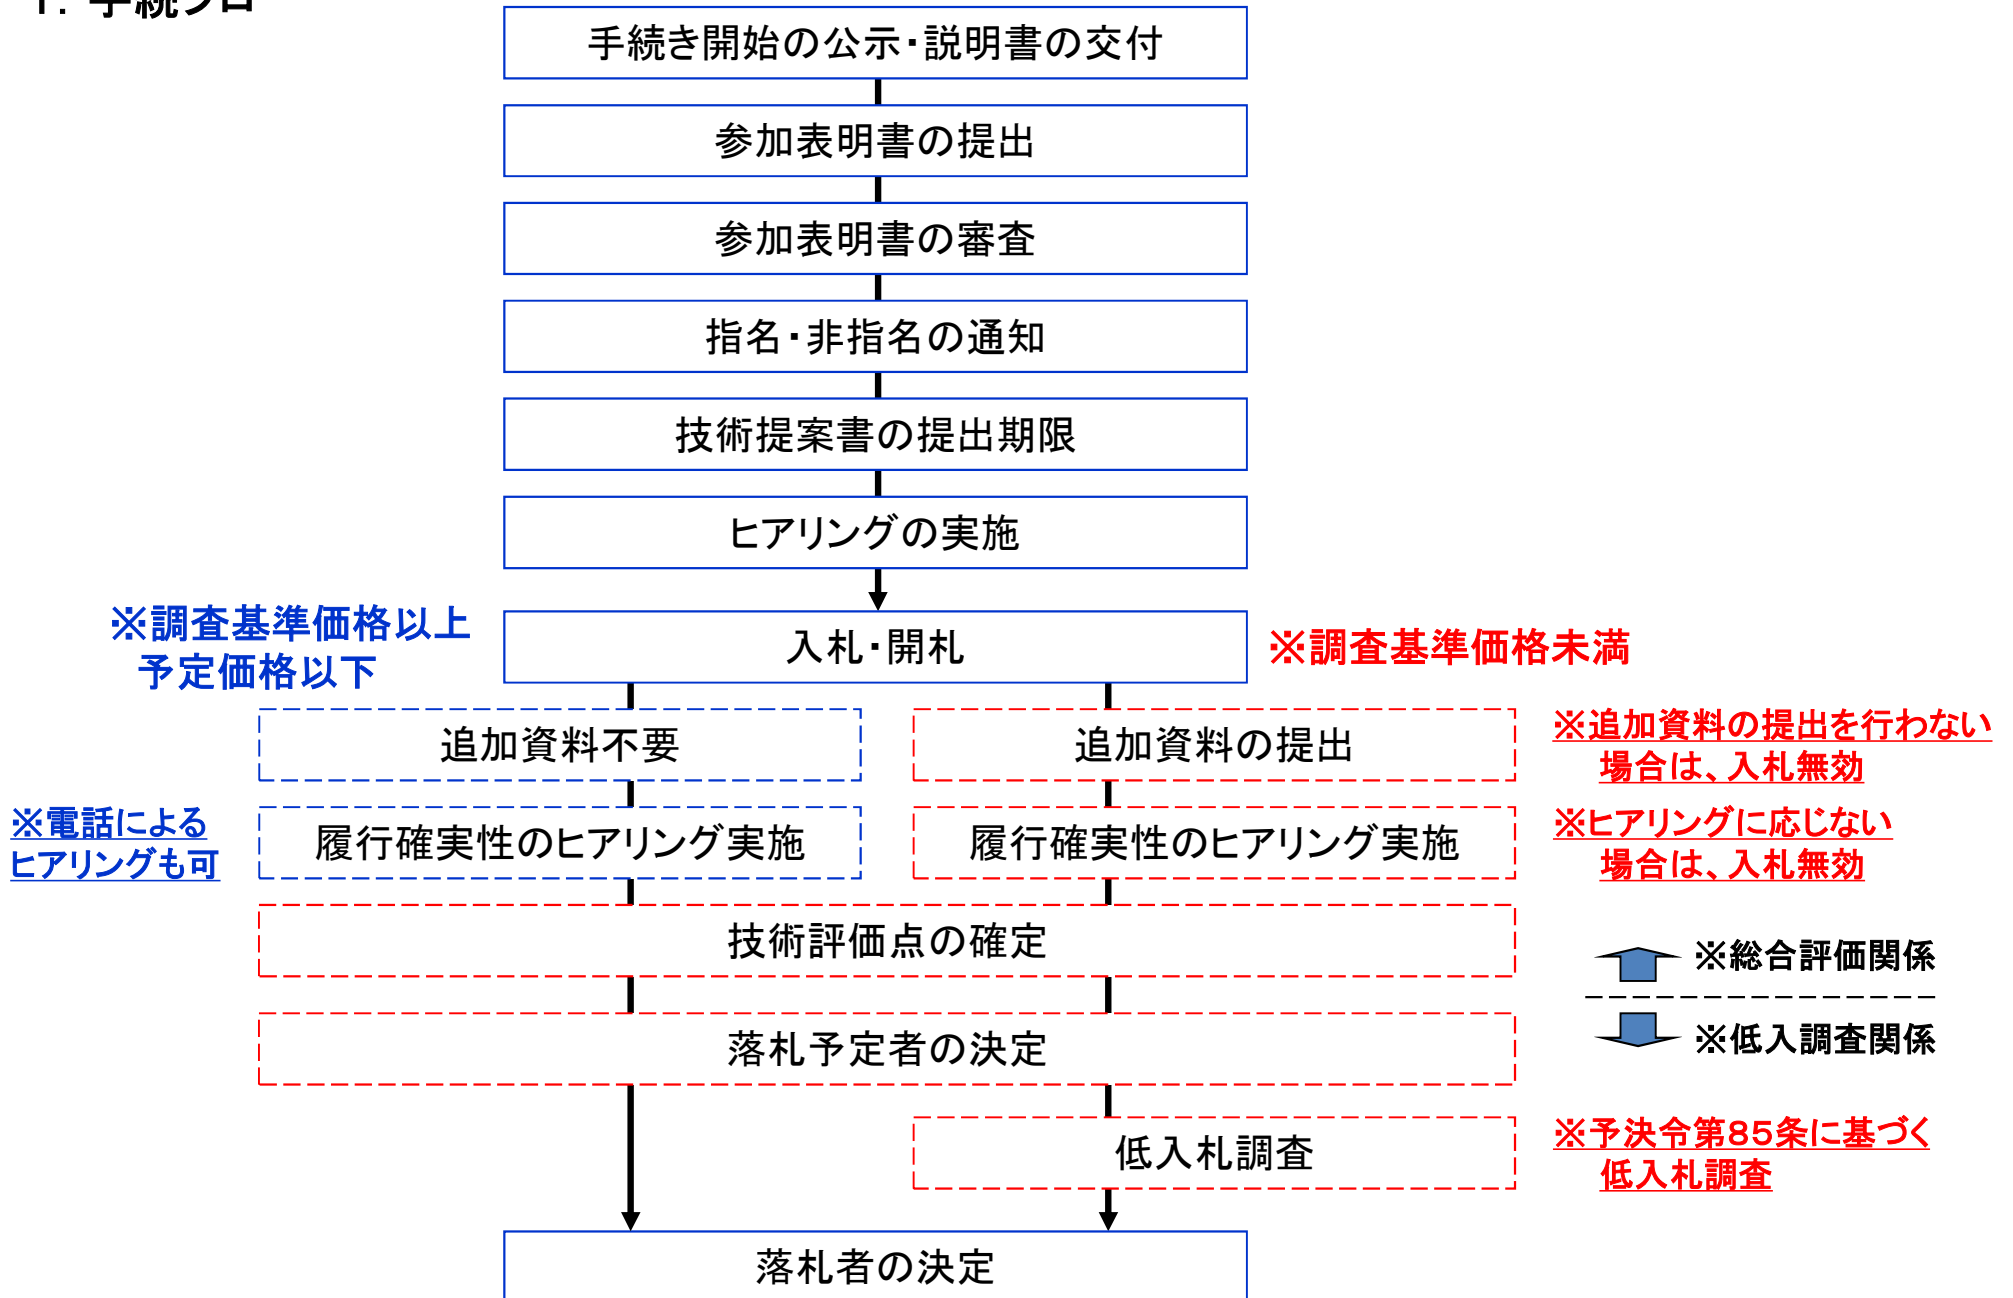 1. 手続フロー
手続き開始の公示・説明書の交付
参加表明書の提出
参加表明書の審査
指名・非指名の通知
技術提案書の提出期限
ヒアリングの実施
※調査基準価格以上
予定価格以下
入札・開札
※調査基準価格未満
追加資料不要
追加資料の提出
※追加資料の提出を行わない
場合は、入札無効
※電話による
ヒアリングも可
履行確実性のヒアリング実施
履行確実性のヒアリング実施
※ヒアリングに応じない
場合は、入札無効
技術評価点の確定
※総合評価関係
落札予定者の決定
※低入調査関係
低入札調査
※予決令第85条に基づく
低入札調査
落札者の決定